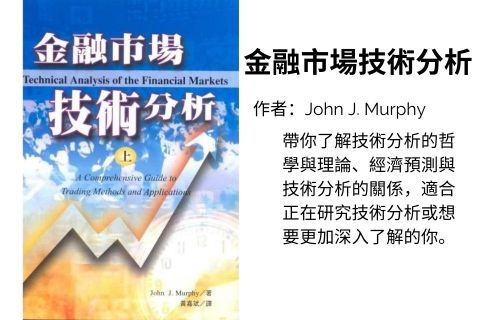 金融市場
Technical Analysis of the Financial Markets
技術分析
上
A Comprehensive Guide to
Trading Methods and Applications
John J. Murphy／著
黃嘉斌／譯
金融市場技術分析
作者：John J. Murphy
帶你了解技術分析的哲
學與理論、經濟預測與
技術分析的關係，適合
正在研究技術分析或想
要更加深入了解的你。